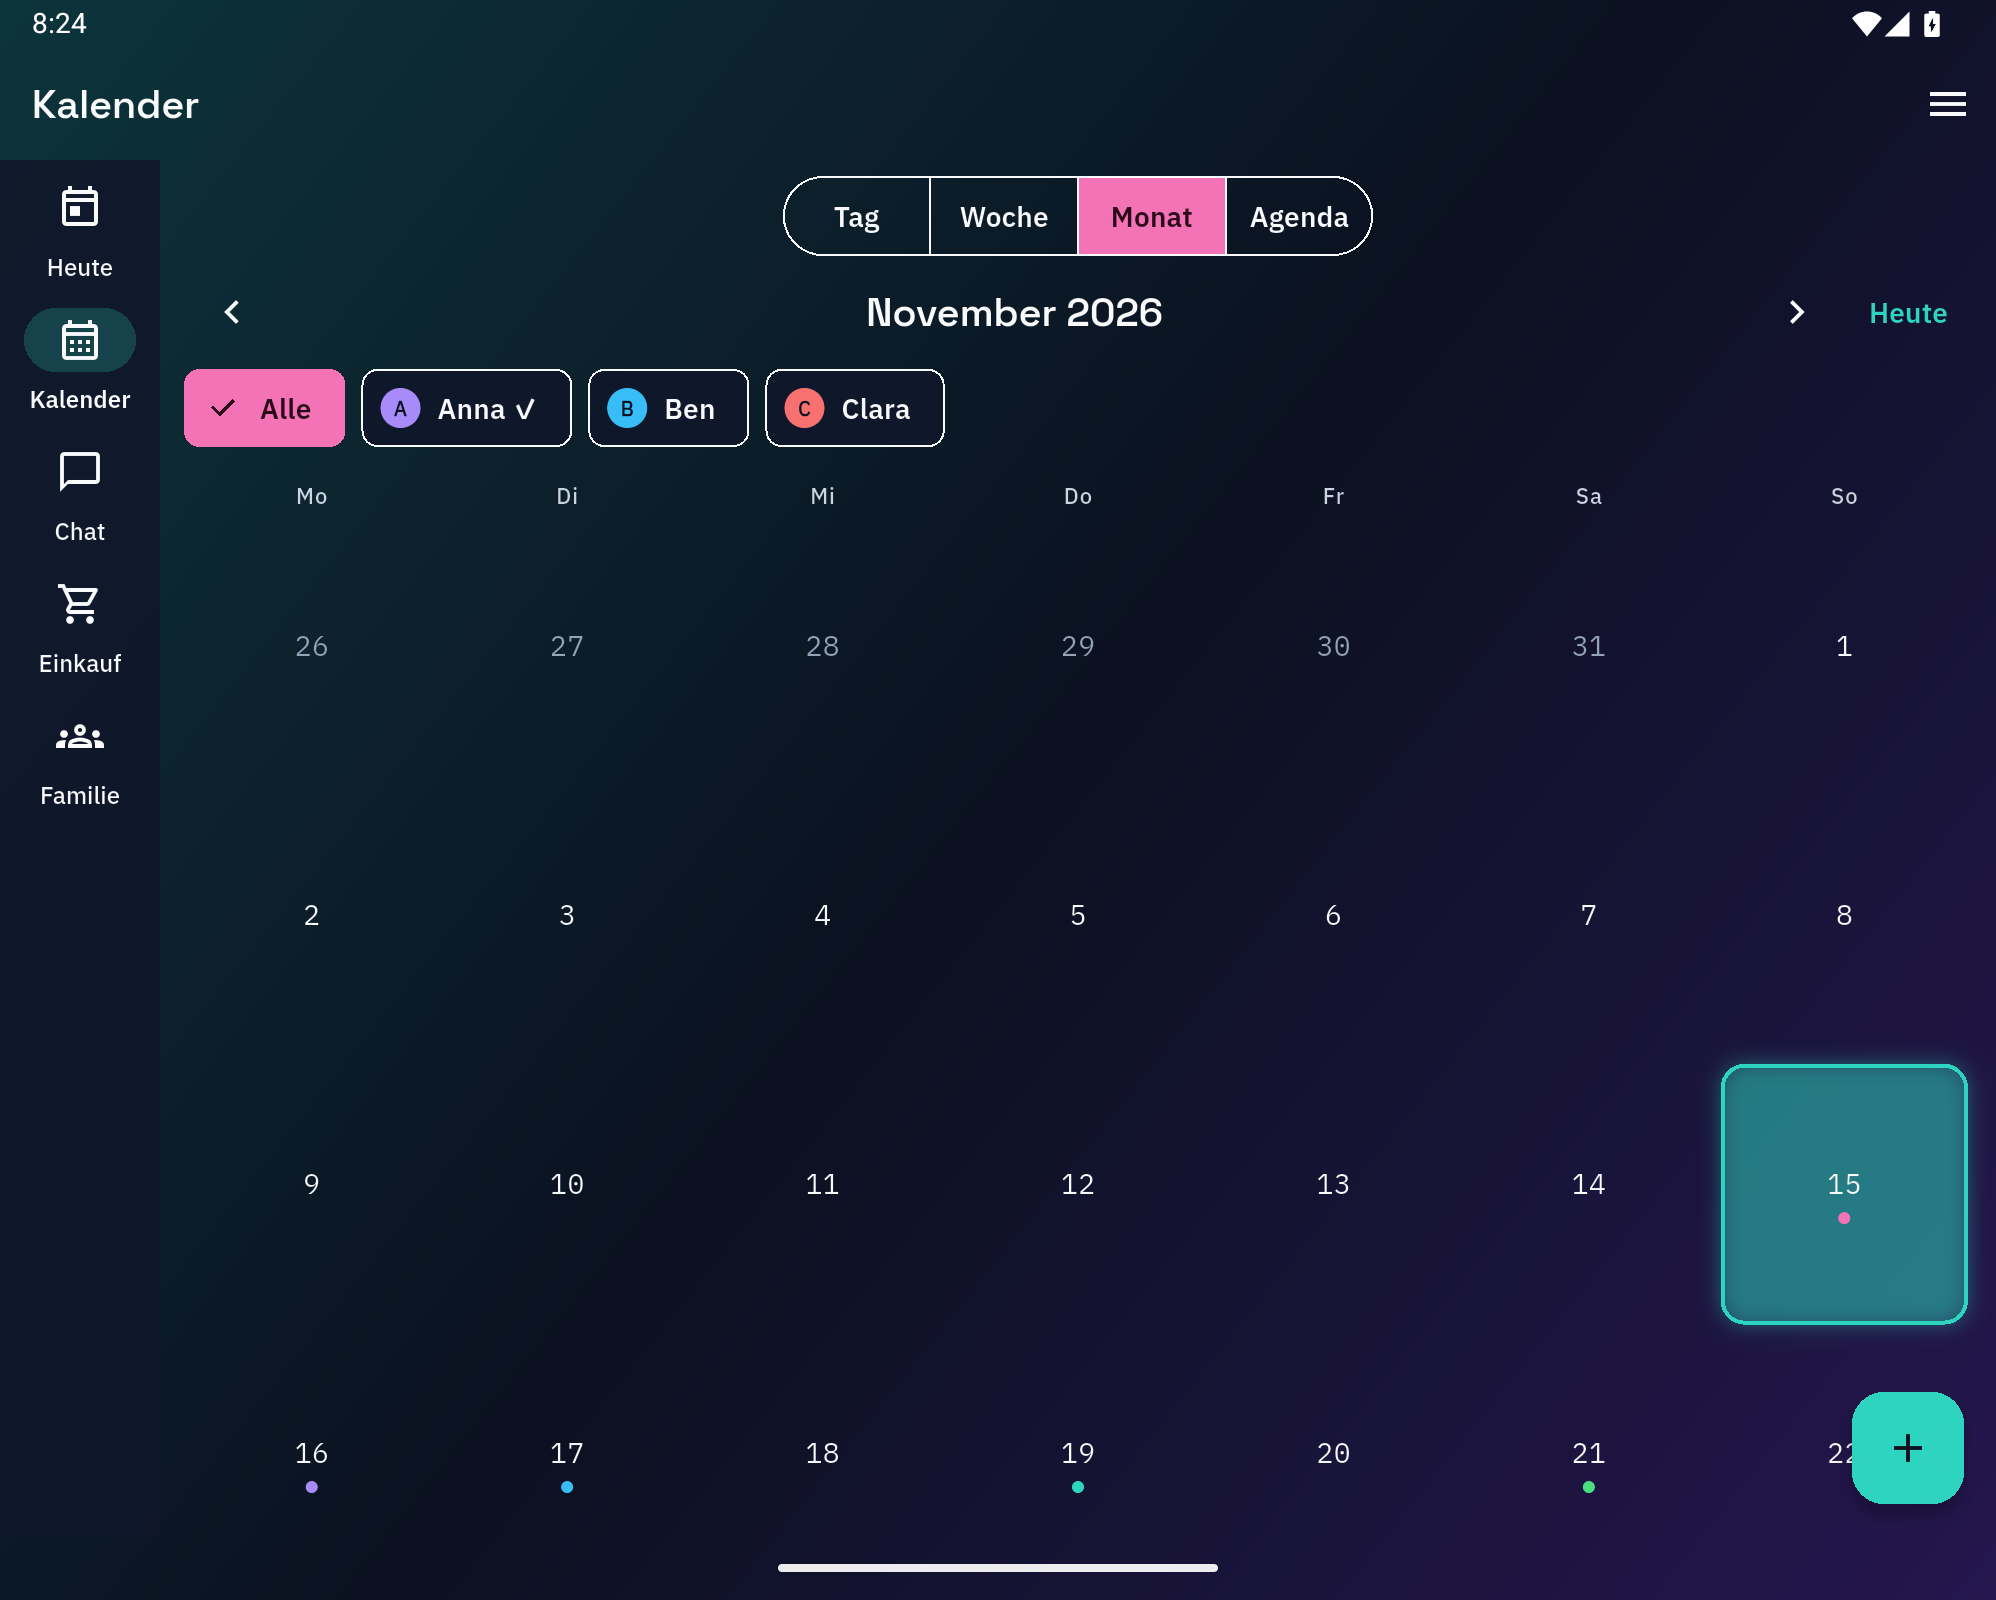 8:24
Kalender
Heute
Kalender
Chat
Einkauf
Familie
Tag Woche Monat Agenda
November 2026 Heute
Alle A Anna ✓ B Ben C Clara
Mo Di Mi Do Fr Sa So
26 27 28 29 30 31 1
2 3 4 5 6 7 8
9 10 11 12 13 14 15
16 17 18 19 20 21 22